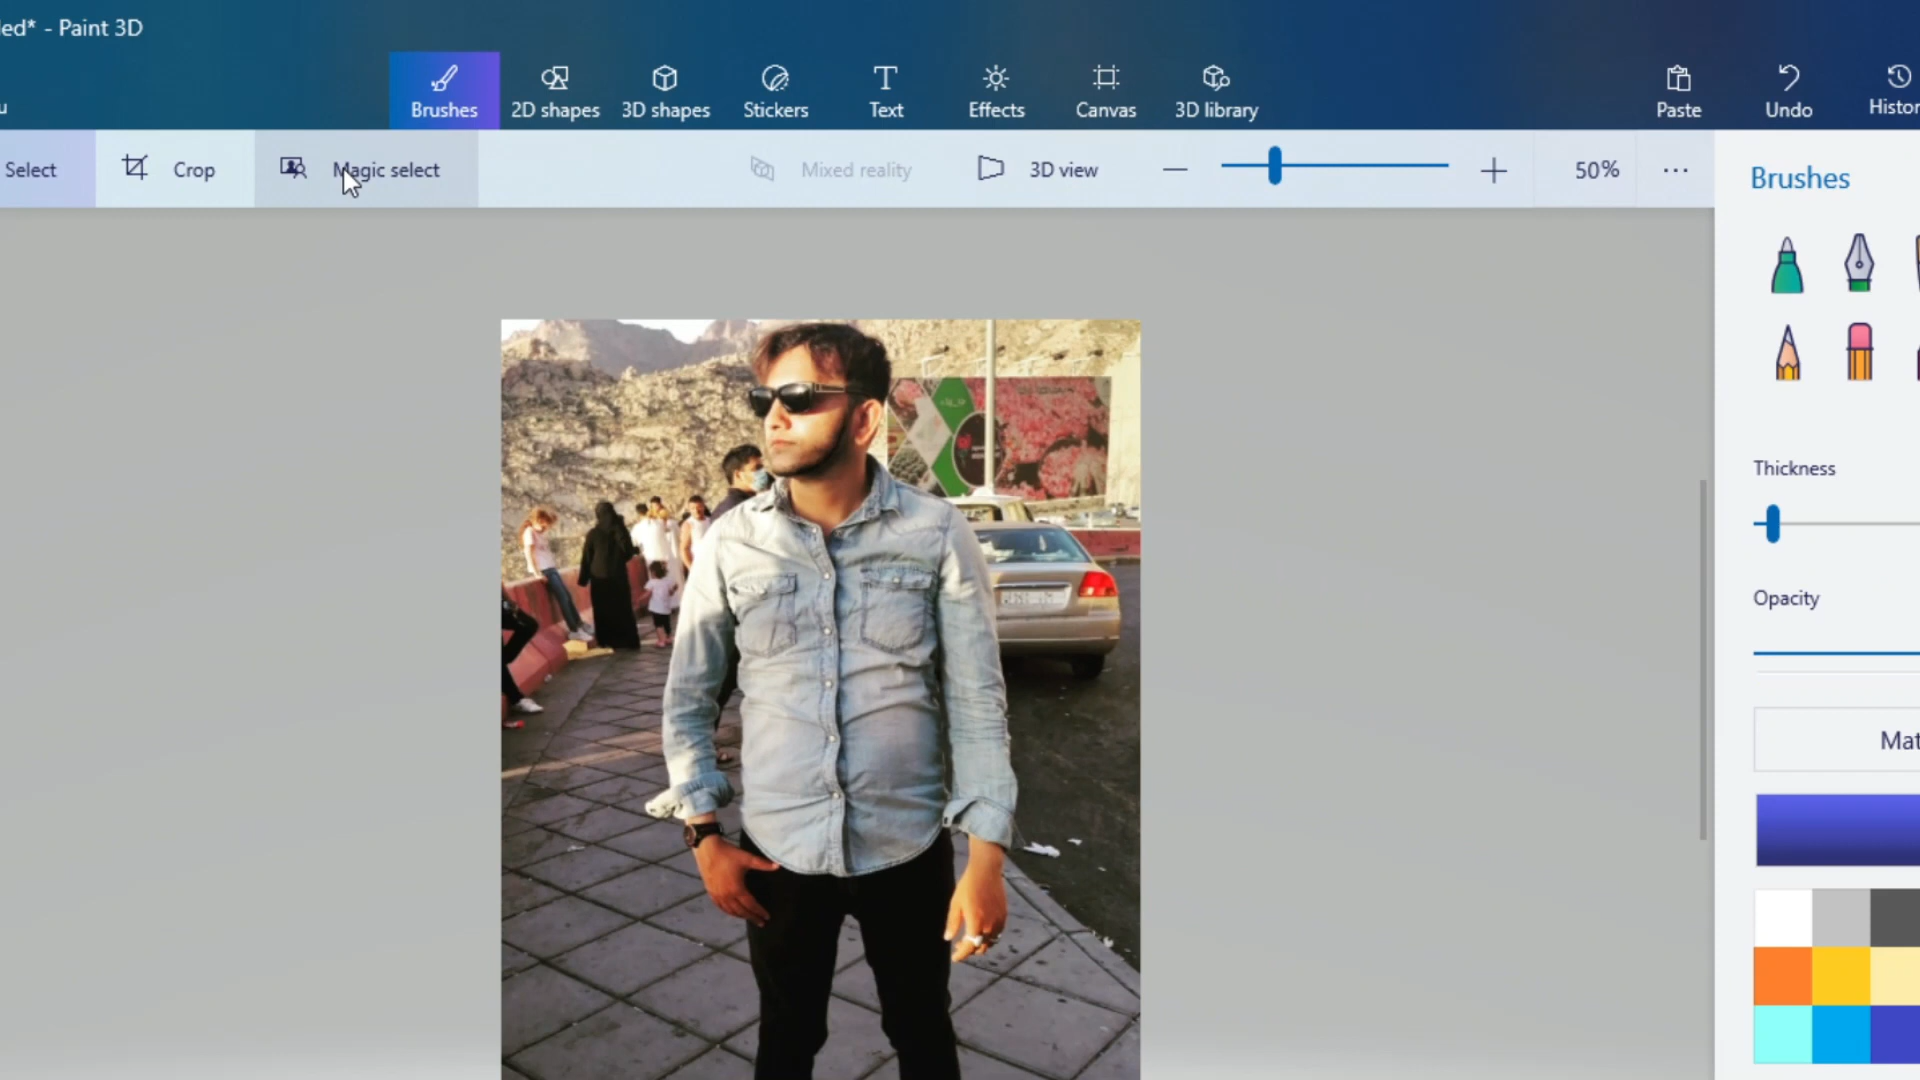 ed* - Paint 3D
u
Brushes
2D shapes
3D shapes
Stickers
Text
Effects
Canvas
3D library
Paste
Undo
Histor
Select
Crop
Magic select
Mixed reality
3D view
50%
Brushes
Thickness
Opacity
Mat